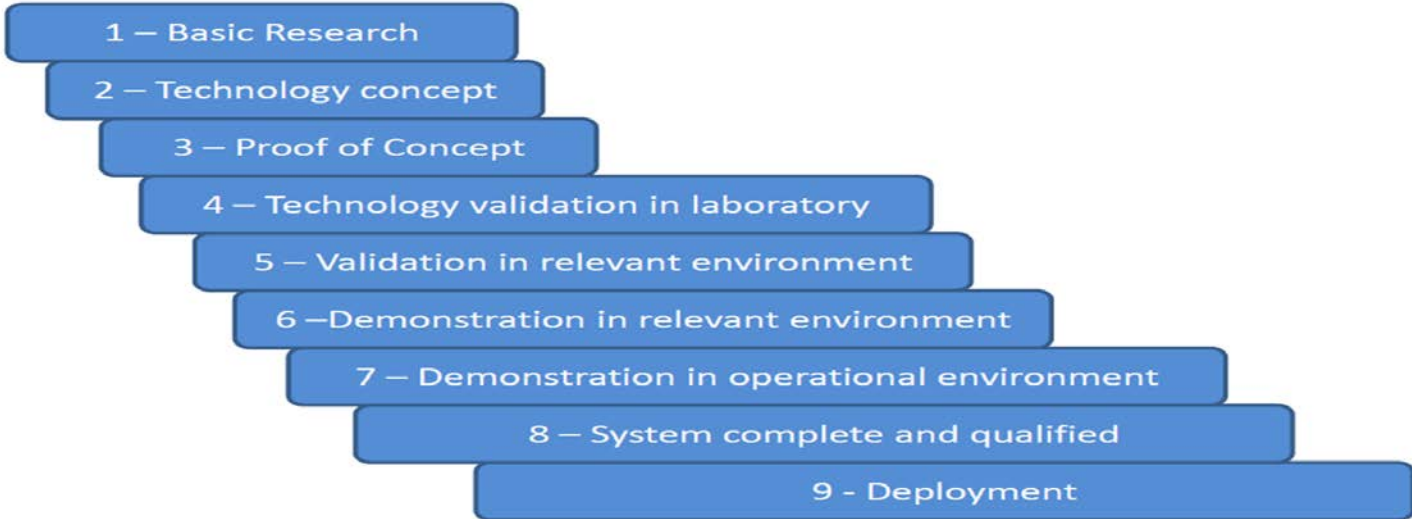 1 – Basic Research
2 – Technology concept
3 – Proof of Concept
4 – Technology validation in laboratory
5 – Validation in relevant environment
6 –Demonstration in relevant environment
7 – Demonstration in operational environment
8 – System complete and qualified
9 - Deployment